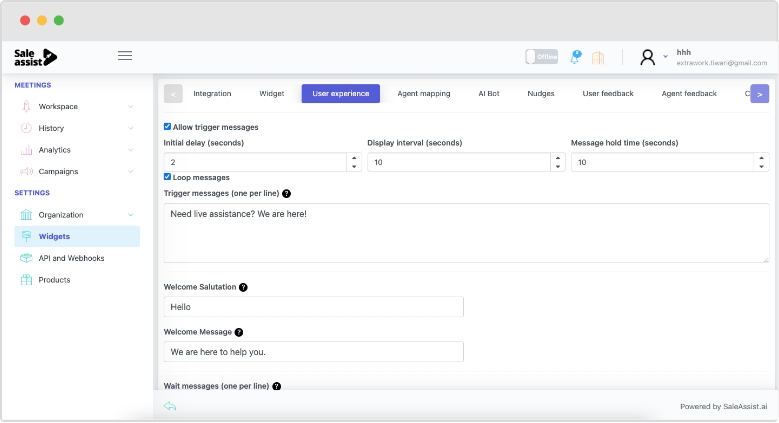 Sale
assist
Offline
hhh
extrawork.tiwari@gmail.com
MEETINGS
Workspace
History
Analytics
Campaigns
SETTINGS
Organization
Widgets
API and Webhooks
Products
< Integration Widget User experience Agent mapping AI Bot Nudges User feedback Agent feedback C >
Allow trigger messages
Initial delay (seconds) Display interval (seconds) Message hold time (seconds)
2 10 10
Loop messages
Trigger messages (one per line) ?
Need live assistance? We are here!
Welcome Salutation ?
Hello
Welcome Message ?
We are here to help you.
Wait messages (one per line) ?
Powered by SaleAssist.ai